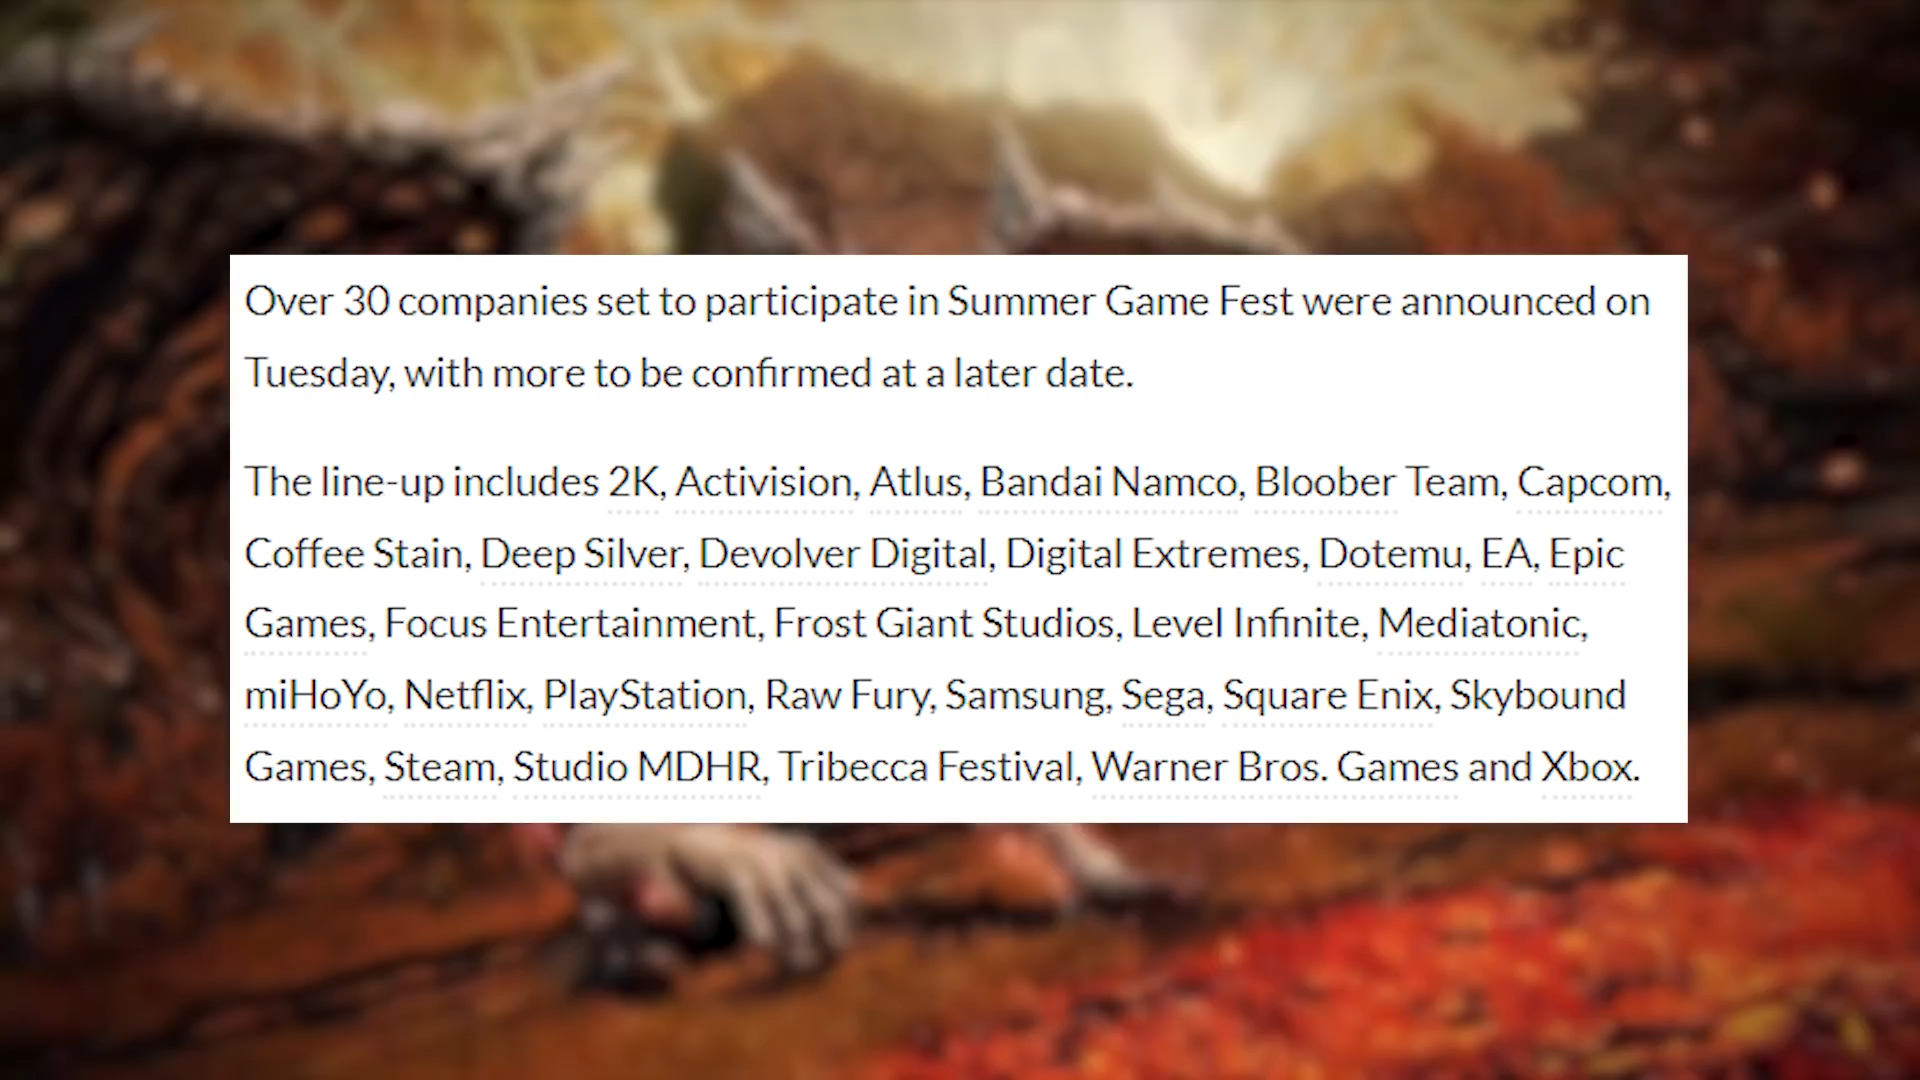 Over 30 companies set to participate in Summer Game Fest were announced on
Tuesday, with more to be confirmed at a later date.
The line-up includes 2K, Activision, Atlus, Bandai Namco, Bloober Team, Capcom,
Coffee Stain, Deep Silver, Devolver Digital, Digital Extremes, Dotemu, EA, Epic
Games, Focus Entertainment, Frost Giant Studios, Level Infinite, Mediatonic,
miHoYo, Netflix, PlayStation, Raw Fury, Samsung, Sega, Square Enix, Skybound
Games, Steam, Studio MDHR, Tribecca Festival, Warner Bros. Games and Xbox.